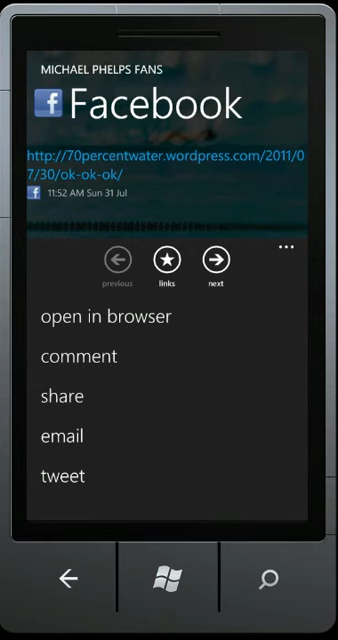 MICHAEL PHELPS FANS
Facebook
http://70percentwater.wordpress.com/2011/0
7/30/ok-ok-ok/
11:52 AM Sun 31 Jul
previous
links
next
open in browser
comment
share
email
tweet